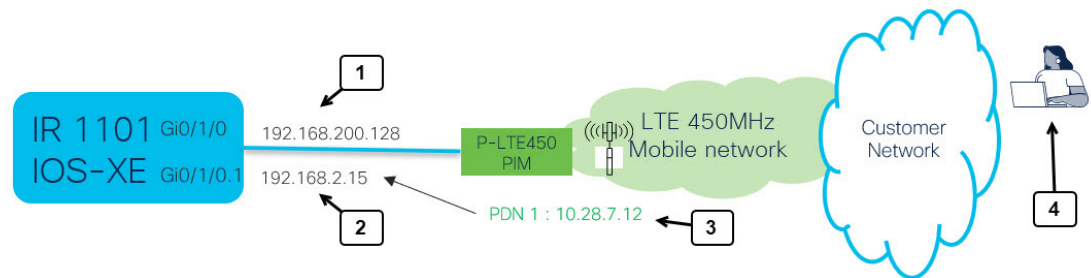 1
IR 1101 Gi0/1/0
192.168.200.128
IOS-XE Gi0/1/0.1
192.168.2.15
2
P-LTE450
PIM
LTE 450MHz
Mobile network
PDN 1 : 10.28.7.12
3
Customer
Network
4